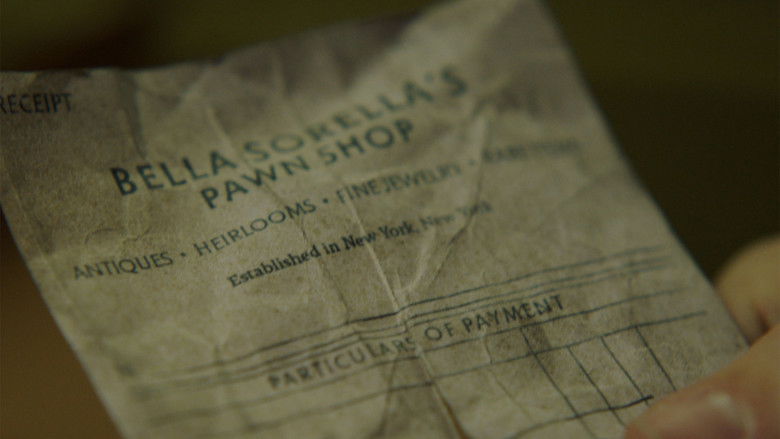 RECEIPT
BELLA SORELLA'S
PAWN SHOP
ANTIQUES • HEIRLOOMS • FINE JEWELRY •
Established in New York, New York
PARTICULARS OF PAYMENT